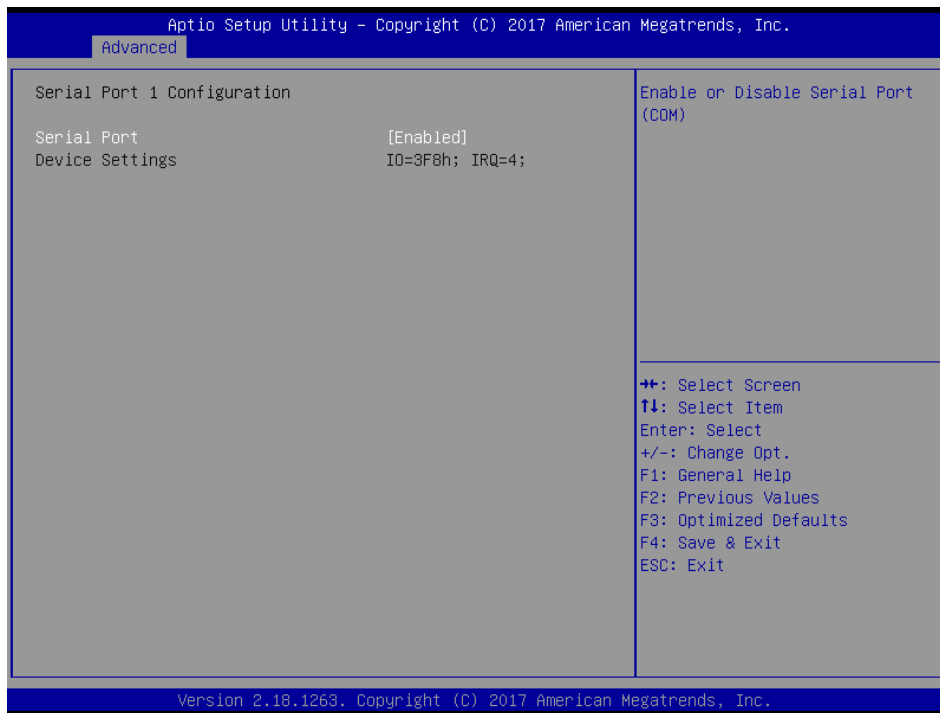 Aptio Setup Utility – Copyright (C) 2017 American Megatrends, Inc.
Advanced
Serial Port 1 Configuration
Serial Port [Enabled]
Device Settings IO=3F8h; IRQ=4;
Enable or Disable Serial Port
(COM)
→←: Select Screen
↑↓: Select Item
Enter: Select
+/-: Change Opt.
F1: General Help
F2: Previous Values
F3: Optimized Defaults
F4: Save & Exit
ESC: Exit
Version 2.18.1263. Copyright (C) 2017 American Megatrends, Inc.